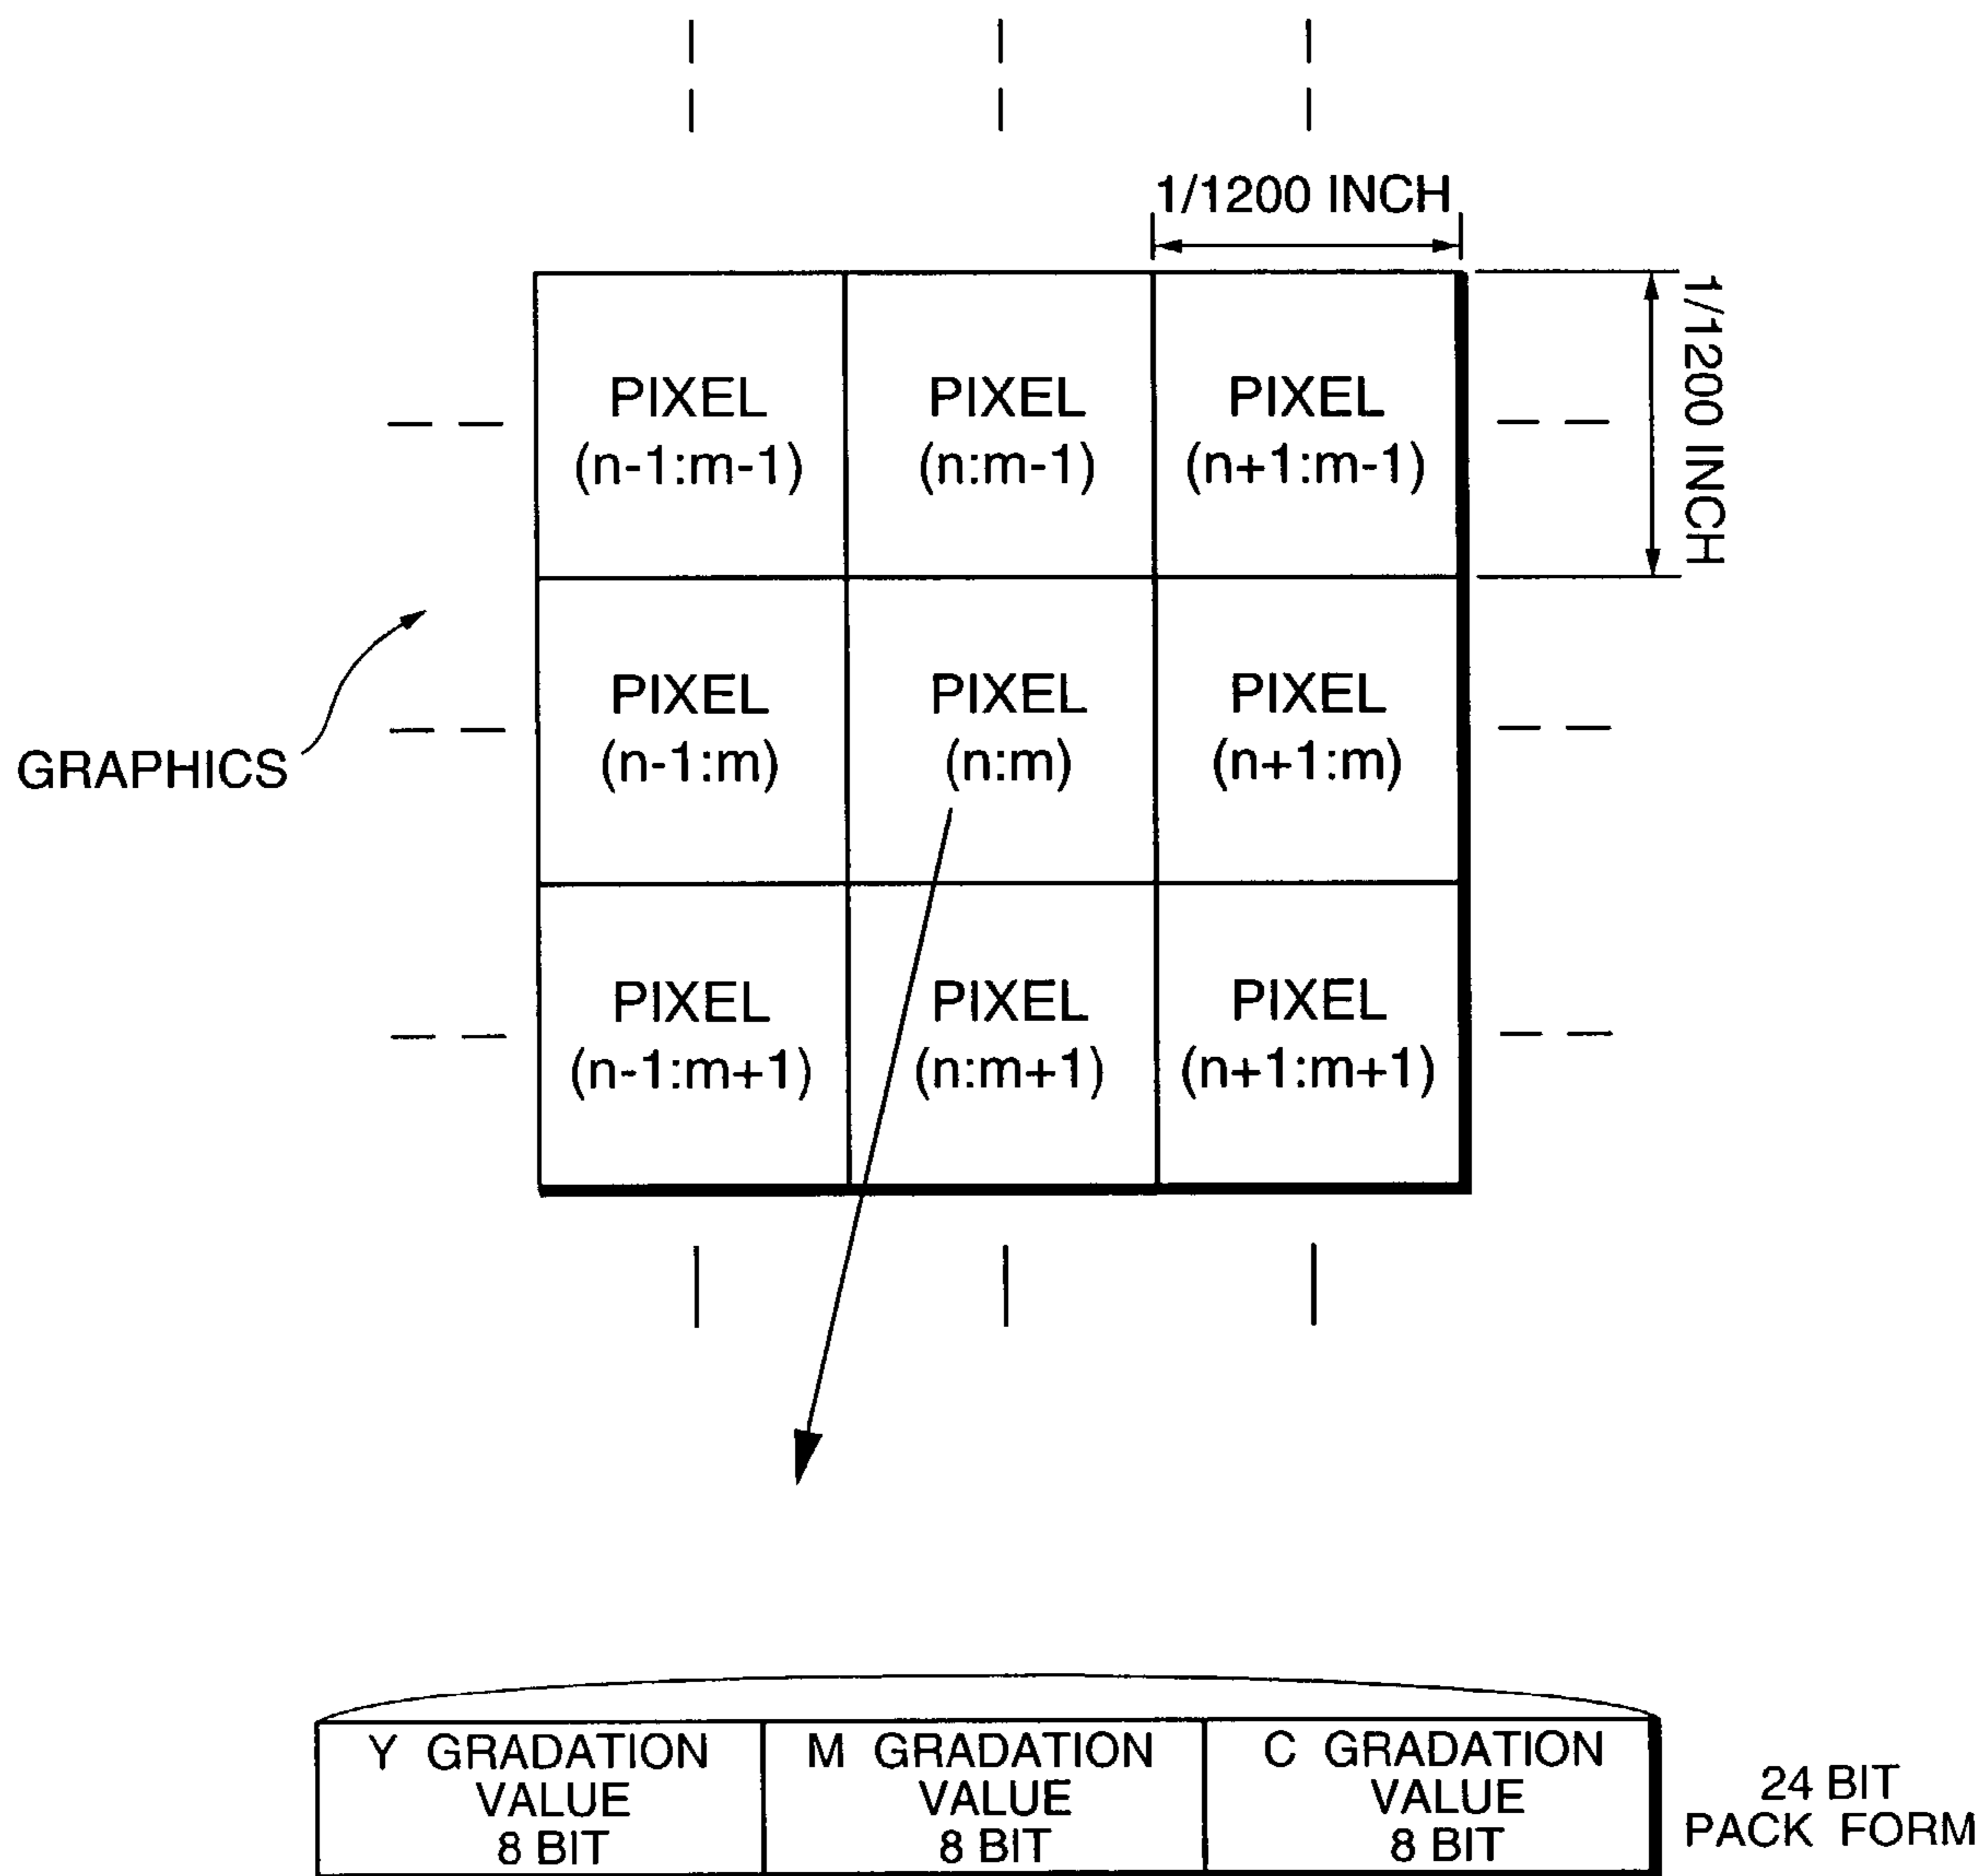 1/1200 INCH
1/1200 INCH
PIXEL
(n-1:m-1)
PIXEL
(n:m-1)
PIXEL
(n+1:m-1)
GRAPHICS
PIXEL
(n-1:m)
PIXEL
(n:m)
PIXEL
(n+1:m)
PIXEL
(n-1:m+1)
PIXEL
(n:m+1)
PIXEL
(n+1:m+1)
Y GRADATION
VALUE
8 BIT
M GRADATION
VALUE
8 BIT
C GRADATION
VALUE
8 BIT
24 BIT
PACK FORM